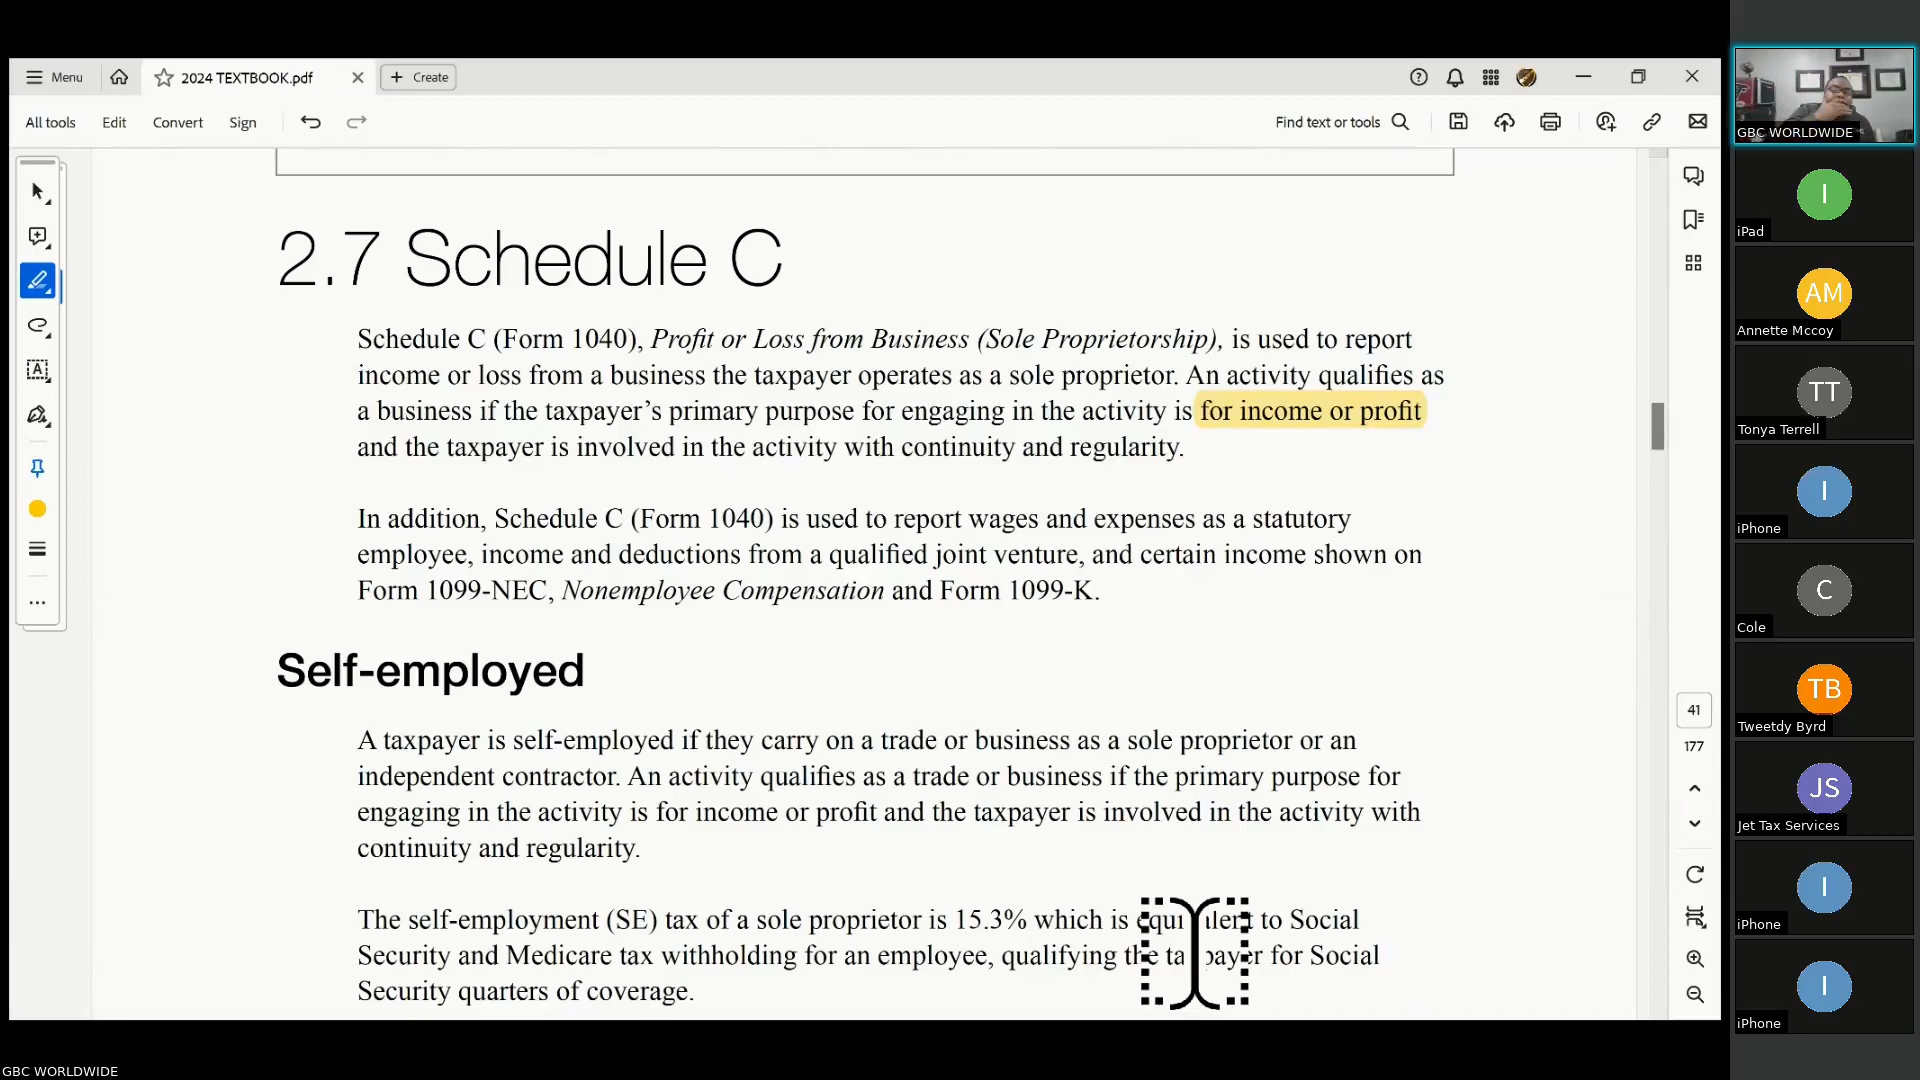 Menu
2024 TEXTBOOK.pdf
Create
All tools
Edit
Convert
Sign
Find text or tools
2.7 Schedule C
Schedule C (Form 1040), Profit or Loss from Business (Sole Proprietorship), is used to report
income or loss from a business the taxpayer operates as a sole proprietor. An activity qualifies as
a business if the taxpayer's primary purpose for engaging in the activity is for income or profit
and the taxpayer is involved in the activity with continuity and regularity.
In addition, Schedule C (Form 1040) is used to report wages and expenses as a statutory
employee, income and deductions from a qualified joint venture, and certain income shown on
Form 1099-NEC, Nonemployee Compensation and Form 1099-K.
Self-employed
A taxpayer is self-employed if they carry on a trade or business as a sole proprietor or an
independent contractor. An activity qualifies as a trade or business if the primary purpose for
engaging in the activity is for income or profit and the taxpayer is involved in the activity with
continuity and regularity.
The self-employment (SE) tax of a sole proprietor is 15.3% which is equivalent to Social
Security and Medicare tax withholding for an employee, qualifying the taxpayer for Social
Security quarters of coverage.
41
177
GBC WORLDWIDE
I
iPad
AM
Annette Mccoy
TT
Tonya Terrell
I
iPhone
C
Cole
TB
Tweetdy Byrd
JS
Jet Tax Services
I
iPhone
I
iPhone
GBC WORLDWIDE